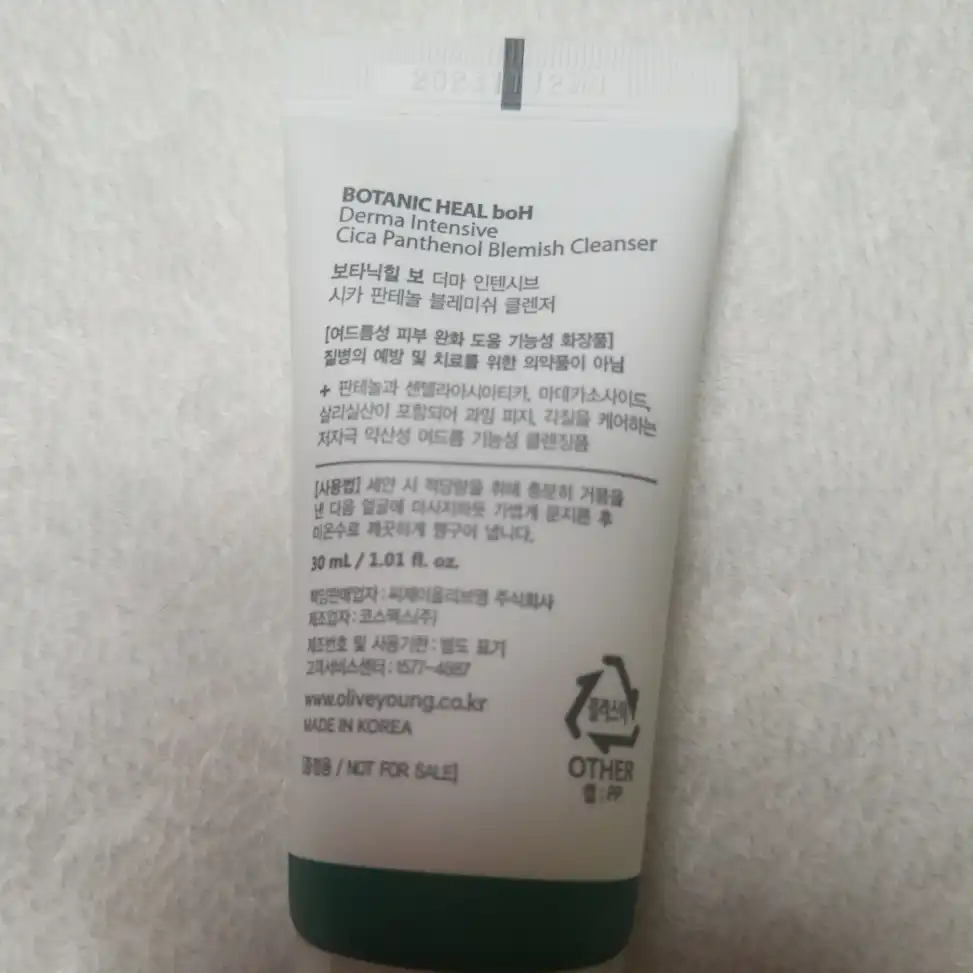 BOTANIC HEAL boH
Derma Intensive
Cica Panthenol Blemish Cleanser
보타닉힐 보 더마 인텐시브
시카 판테놀 블레미쉬 클렌저
[여드름성 피부 완화 도움 기능성 화장품]
질병의 예방 및 치료를 위한 의약품이 아님
+ 판테놀과 센텔라아시아티카, 마데카소사이드,
살리실산이 포함되어 과잉 피지, 각질을 케어하는
저자극 약산성 여드름 기능성 클렌징폼
[사용법] 세안 시 적당량을 취해 충분히 거품을
낸 다음 얼굴에 마사지하듯 가볍게 문지른 후
미온수로 깨끗하게 헹구어 냅니다.
30 mL / 1.01 fl. oz.
책임판매업자 : 씨제이올리브영 주식회사
제조업자 : 코스맥스(주)
제조번호 및 사용기한 : 별도 표기
고객서비스센터 : 1577-4887
www.oliveyoung.co.kr
MADE IN KOREA
[증정용 / NOT FOR SALE]
플라스틱
OTHER
캡 : PP